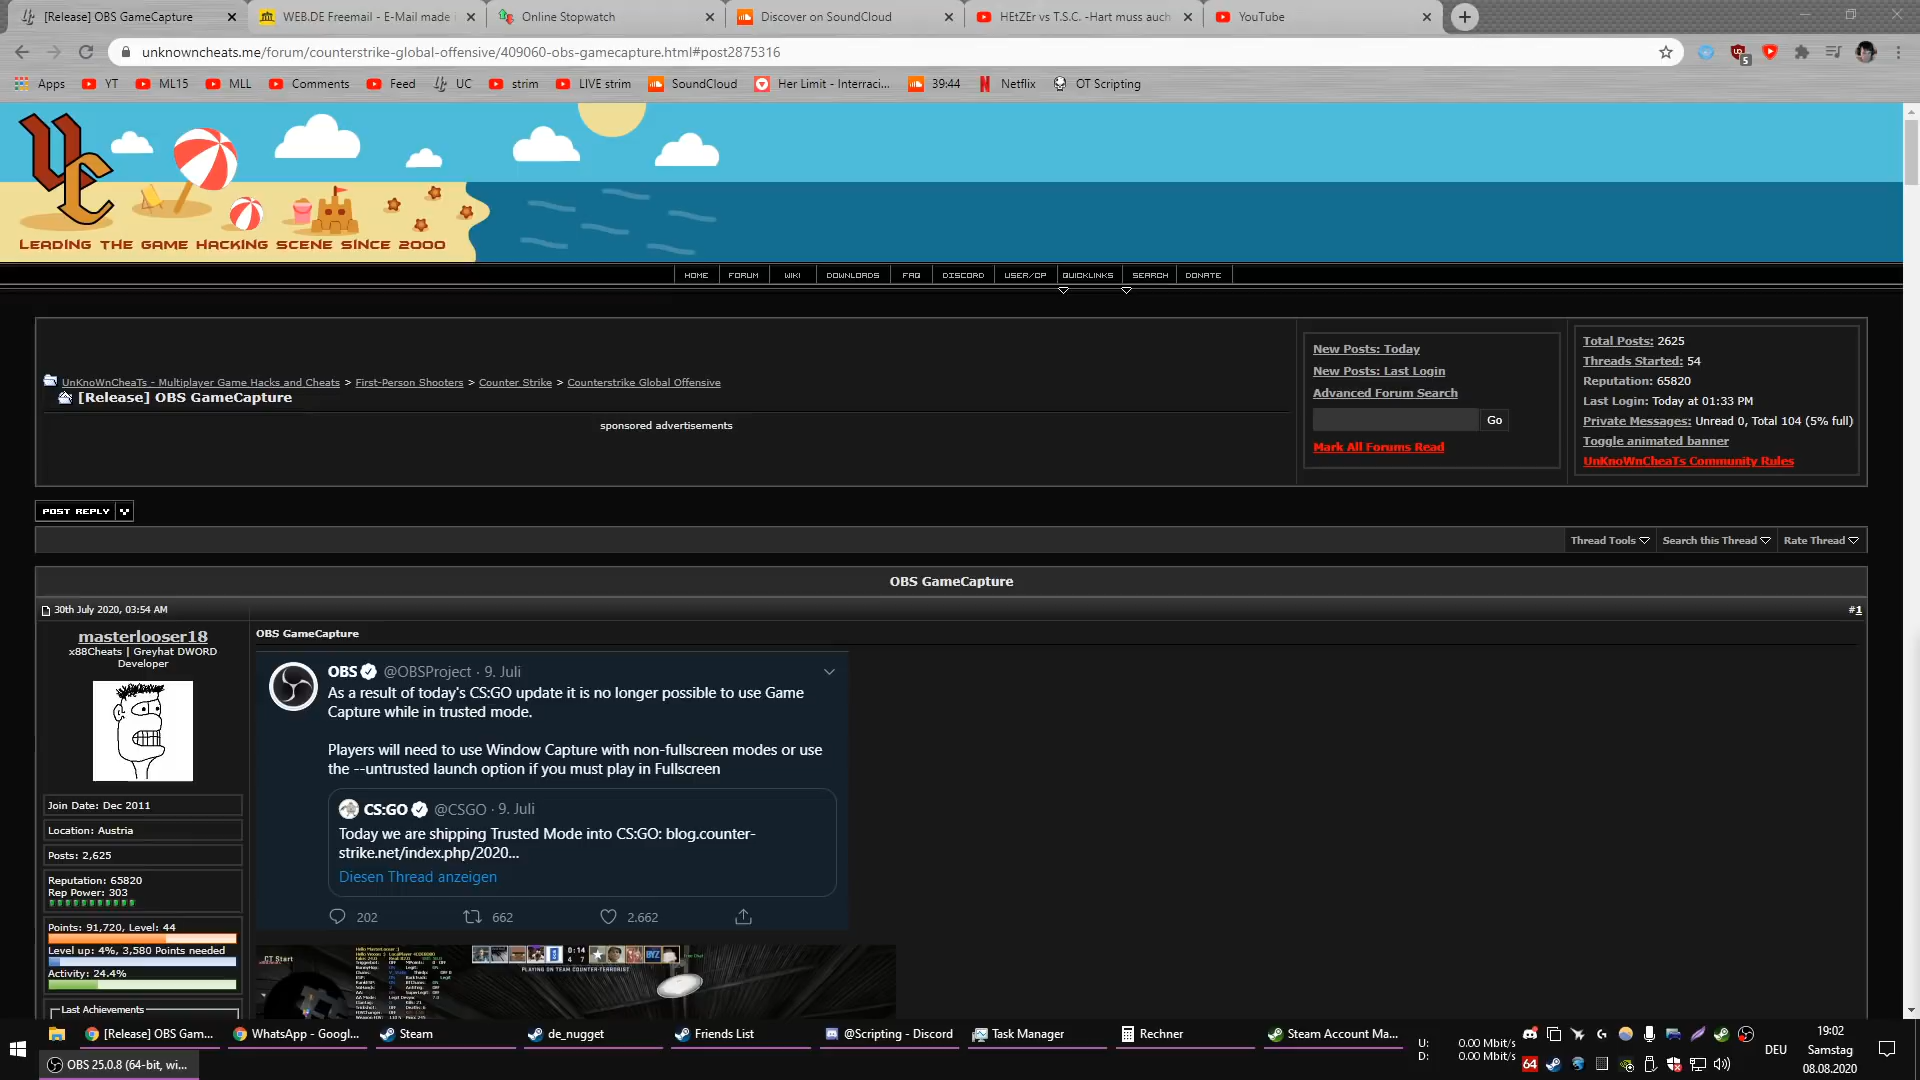 [Release] OBS GameCapture
WEB.DE Freemail - E-Mail made i
Online Stopwatch
Discover on SoundCloud
HEtZEr vs T.S.C. -Hart muss auch
YouTube
unknowncheats.me/forum/counterstrike-global-offensive/409060-obs-gamecapture.html#post2875316
5
Apps
YT
ML15
MLL
Comments
Feed
UC
strim
LIVE strim
SoundCloud
Her Limit - Interraci...
39:44
Netflix
OT Scripting
UC
LEADING THE GAME HACKING SCENE SINCE 2000
HOME
FORUM
WIKI
DOWNLOADS
FAQ
DISCORD
USER/CP
QUICKLINKS
SEARCH
DONATE
UnKnoWnCheaTs - Multiplayer Game Hacks and Cheats > First-Person Shooters > Counter Strike > Counterstrike Global Offensive
[Release] OBS GameCapture
sponsored advertisements
New Posts: Today
New Posts: Last Login
Advanced Forum Search
Go
Mark All Forums Read
Total Posts: 2625
Threads Started: 54
Reputation: 65820
Last Login: Today at 01:33 PM
Private Messages: Unread 0, Total 104 (5% full)
Toggle animated banner
UnKnoWnCheaTs Community Rules
POST REPLY
Thread Tools
Search this Thread
Rate Thread
OBS GameCapture
30th July 2020, 03:54 AM
#1
masterlooser18
x88Cheats | Greyhat DWORD
Developer
Join Date: Dec 2011
Location: Austria
Posts: 2,625
Reputation: 65820
Rep Power: 303
Points: 91,720, Level: 44
Level up: 4%, 3,580 Points needed
Activity: 24.4%
Last Achievements
OBS GameCapture
OBS @OBSProject · 9. Juli
As a result of today's CS:GO update it is no longer possible to use Game
Capture while in trusted mode.
Players will need to use Window Capture with non-fullscreen modes or use
the --untrusted launch option if you must play in Fullscreen
CS:GO @CSGO · 9. Juli
Today we are shipping Trusted Mode into CS:GO: blog.counter-
strike.net/index.php/2020...
Diesen Thread anzeigen
202
662
2.662
CT Start
0:14
4 7
PLAYING ON TEAM COUNTER-TERRORIST
[Release] OBS Gam...
WhatsApp - Googl...
Steam
de_nugget
Friends List
@Scripting - Discord
Task Manager
Rechner
Steam Account Ma...
OBS 25.0.8 (64-bit, wi...
U: 0.00 Mbit/s
D: 0.00 Mbit/s
64
DEU
19:02
Samstag
08.08.2020